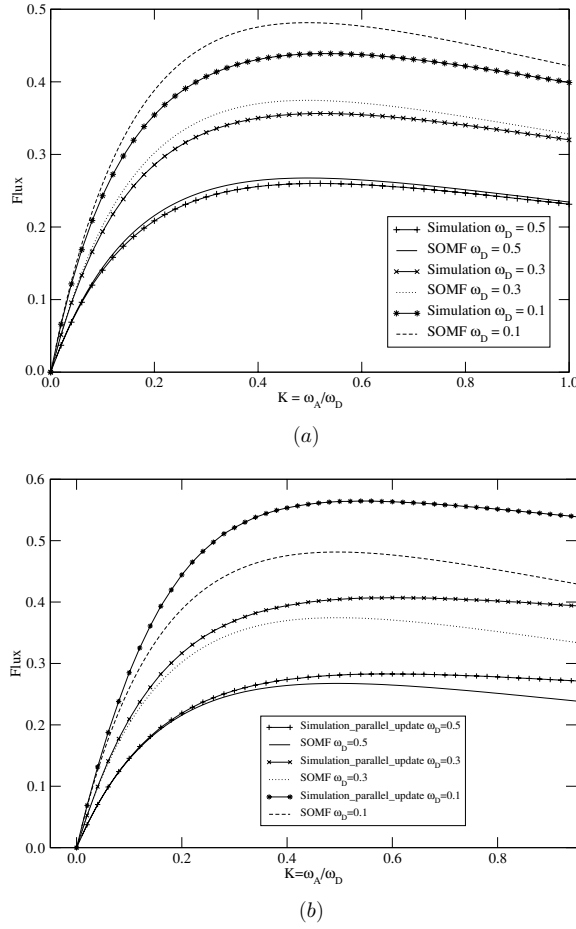 0.5
0.4
0.3
0.2
0.1
0.0
Flux
Simulation ω_D = 0.5
SOMF ω_D = 0.5
Simulation ω_D = 0.3
SOMF ω_D = 0.3
Simulation ω_D = 0.1
SOMF ω_D = 0.1
0.0 0.2 0.4 0.6 0.8 1.0
K = ω_A/ω_D
(a)
0.6
0.5
0.4
0.3
0.2
0.1
0.0
Flux
Simulation_parallel_update ω_D=0.5
SOMF ω_D=0.5
Simulation_parallel_update ω_D=0.3
SOMF ω_D=0.3
Simulation_parallel_update ω_D=0.1
SOMF ω_D=0.1
0.0 0.2 0.4 0.6 0.8
K=ω_A/ω_D
(b)